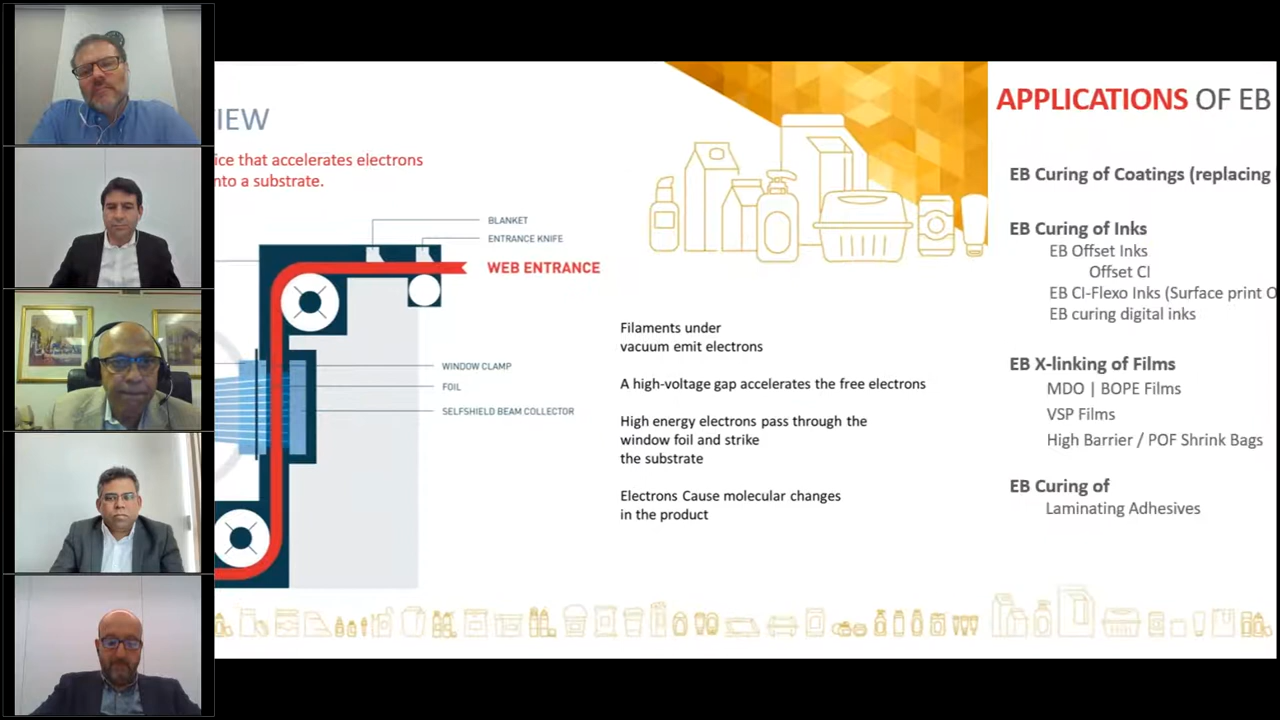 IEW
ice that accelerates electrons
nto a substrate.
BLANKET
ENTRANCE KNIFE
WEB ENTRANCE
WINDOW CLAMP
FOIL
SELFSHIELD BEAM COLLECTOR
Filaments under
vacuum emit electrons
A high-voltage gap accelerates the free electrons
High energy electrons pass through the
window foil and strike
the substrate
Electrons Cause molecular changes
in the product
APPLICATIONS OF EB
EB Curing of Coatings (replacing
EB Curing of Inks
EB Offset Inks
Offset CI
EB CI-Flexo Inks (Surface print O
EB curing digital inks
EB X-linking of Films
MDO | BOPE Films
VSP Films
High Barrier / POF Shrink Bags
EB Curing of
Laminating Adhesives